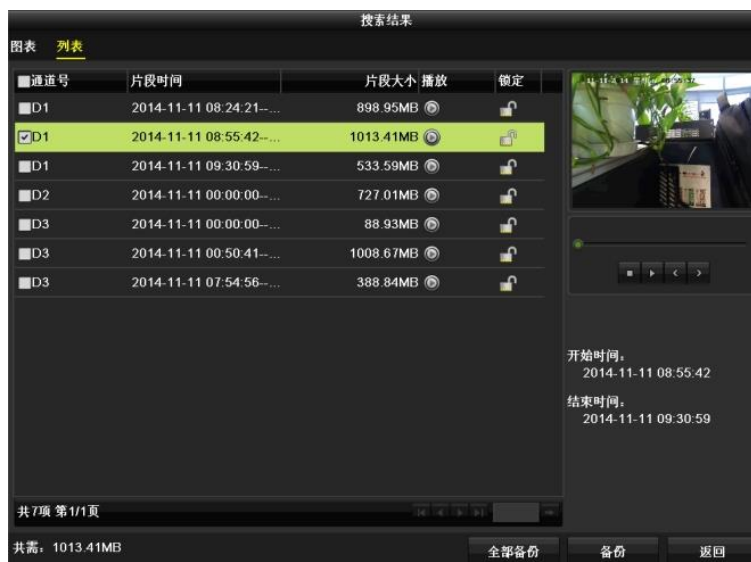 搜索结果
图表 列表
通道号 片段时间 片段大小 播放 锁定
D1 2014-11-11 08:24:21--... 898.95MB
D1 2014-11-11 08:55:42--... 1013.41MB
D1 2014-11-11 09:30:59--... 533.59MB
D2 2014-11-11 00:00:00--... 727.01MB
D3 2014-11-11 00:00:00--... 88.93MB
D3 2014-11-11 00:50:41--... 1008.67MB
D3 2014-11-11 07:54:56--... 388.84MB
开始时间:
2014-11-11 08:55:42
结束时间:
2014-11-11 09:30:59
共7项 第1/1页
共需: 1013.41MB
全部备份 备份 返回